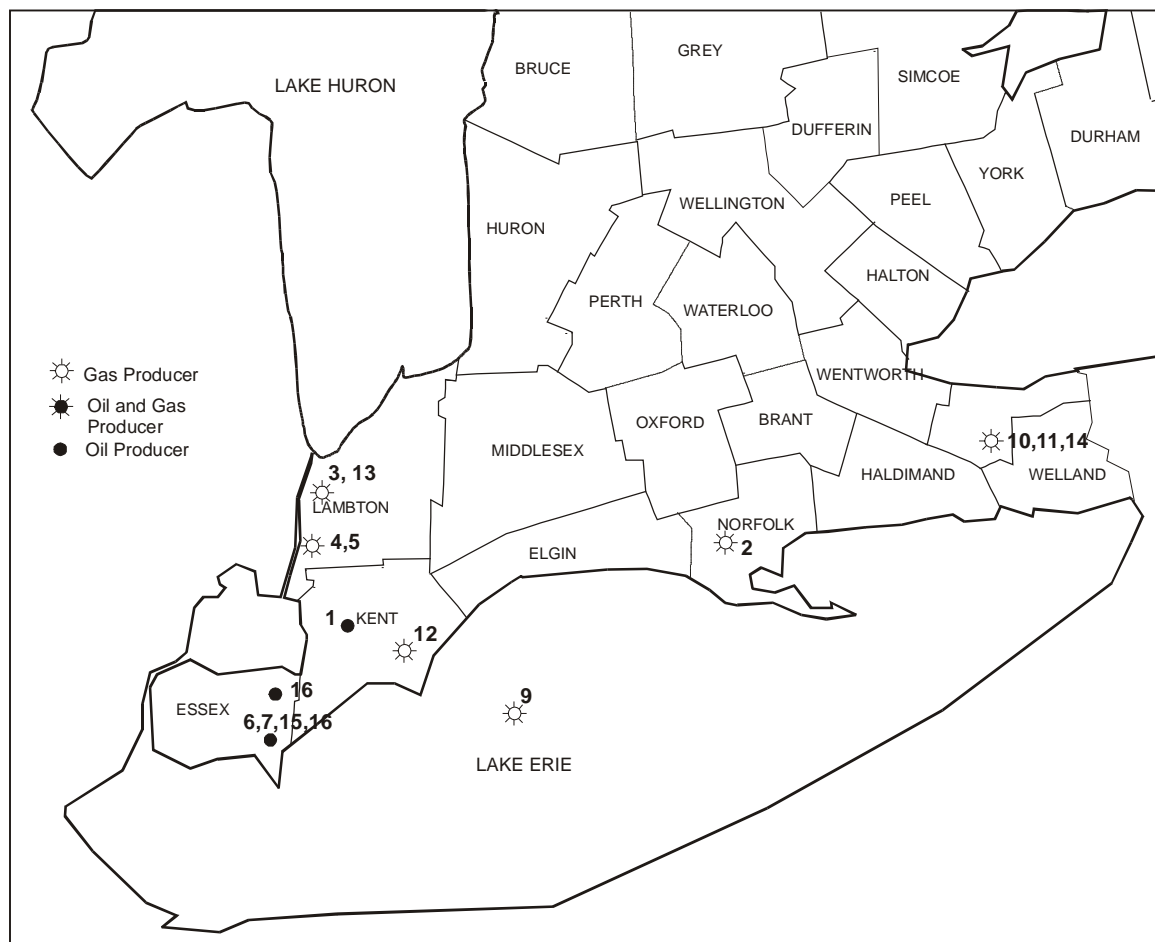 GREY
BRUCE
SIMCOE
LAKE HURON
DUFFERIN
DURHAM
YORK
PEEL
WELLINGTON
HURON
HALTON
PERTH
WATERLOO
Gas Producer
WENTWORTH
Oil and Gas
Producer
BRANT
OXFORD
Oil Producer
10,11,14
MIDDLESEX
3, 13
HALDIMAND
WELLAND
LAMBTON
NORFOLK
4,5
2
ELGIN
1
KENT
12
16
9
ESSEX
6,7,15,16
LAKE ERIE